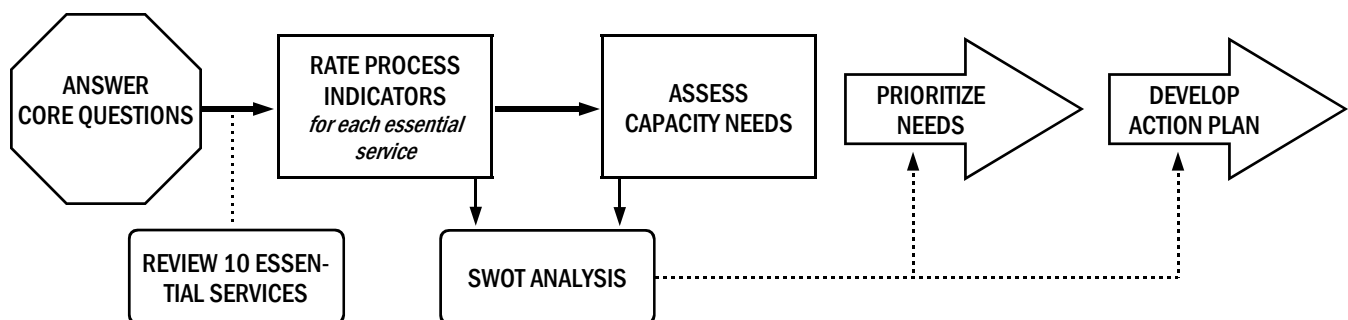 ANSWER
CORE QUESTIONS
RATE PROCESS
INDICATORS
for each essential
service
ASSESS
CAPACITY NEEDS
PRIORITIZE
NEEDS
DEVELOP
ACTION PLAN
REVIEW 10 ESSEN-
TIAL SERVICES
SWOT ANALYSIS